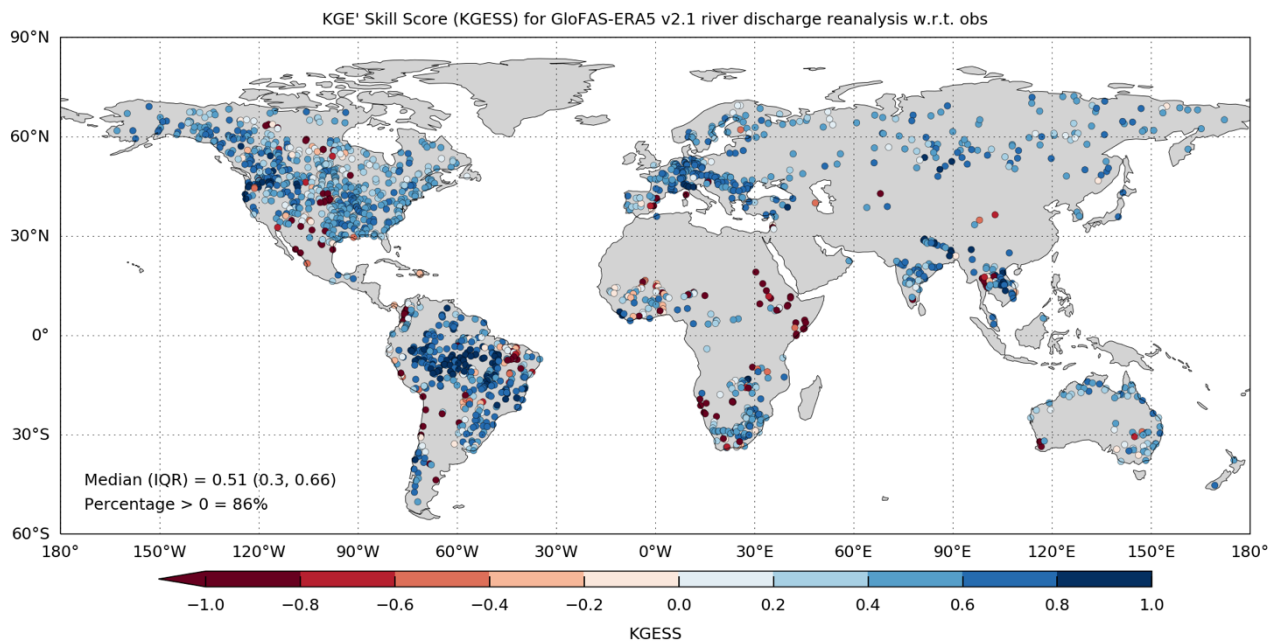 KGE' Skill Score (KGESS) for GloFAS-ERA5 v2.1 river discharge reanalysis w.r.t. obs
90°N
60°N
30°N
0°
30°S
60°S
Median (IQR) = 0.51 (0.3, 0.66)
Percentage > 0 = 86%
180° 150°W 120°W 90°W 60°W 30°W 0°W 30°E 60°E 90°E 120°E 150°E 180°
−1.0 −0.8 −0.6 −0.4 −0.2 0.0 0.2 0.4 0.6 0.8 1.0
KGESS